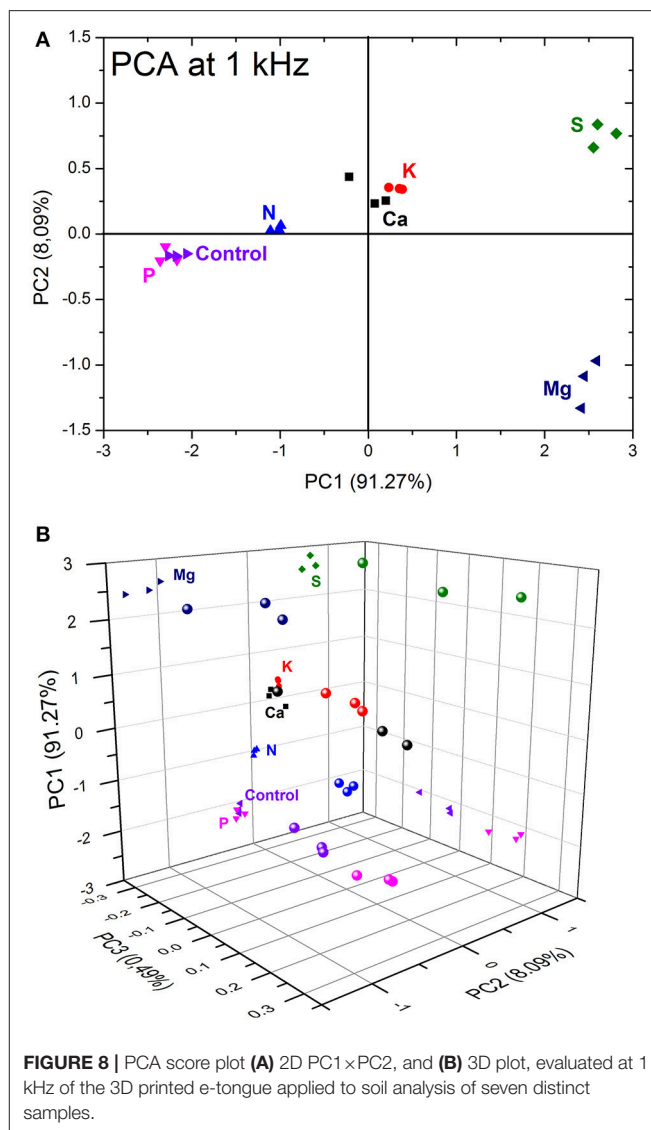 A
PCA at 1 kHz
1.5
1.0
0.5
0.0
-0.5
-1.0
-1.5
PC2 (8,09%)
S
K
Ca
N
Control
P
Mg
-3 -2 -1 0 1 2 3
PC1 (91.27%)
B
3
2
1
0
-1
-2
-3
PC1 (91.27%)
Mg
S
K
Ca
N
Control
P
-0.3
-0.2
-0.1
0.0
0.1
0.2
0.3
PC3 (0,49%)
-1
0
1
PC2 (8.09%)
FIGURE 8 | PCA score plot (A) 2D PC1×PC2, and (B) 3D plot, evaluated at 1
kHz of the 3D printed e-tongue applied to soil analysis of seven distinct
samples.